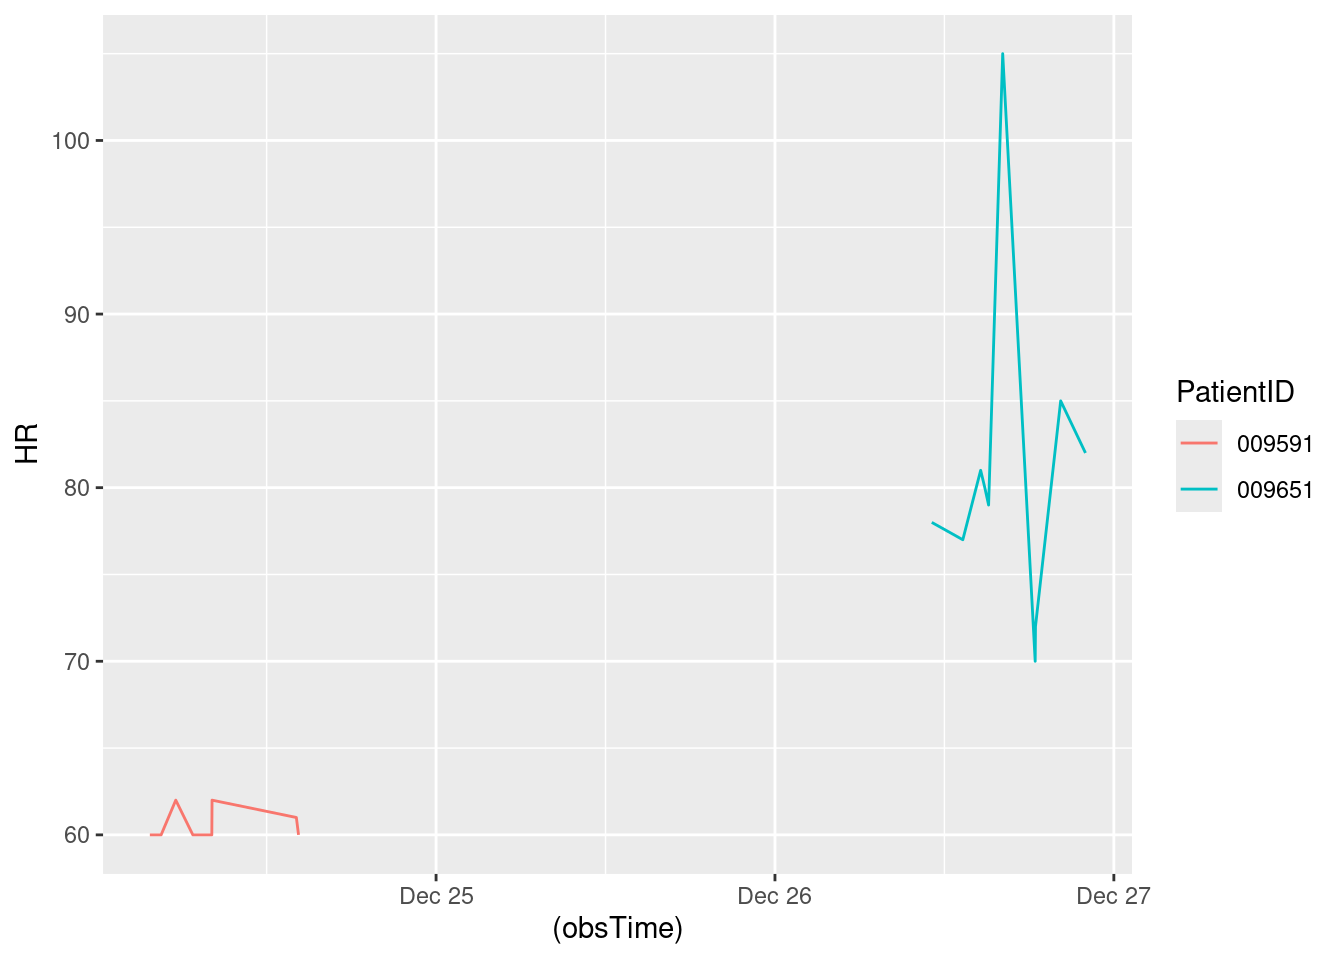 100
90
80
70
60
HR
Dec 25
Dec 26
Dec 27
(obsTime)
PatientID
009591
009651